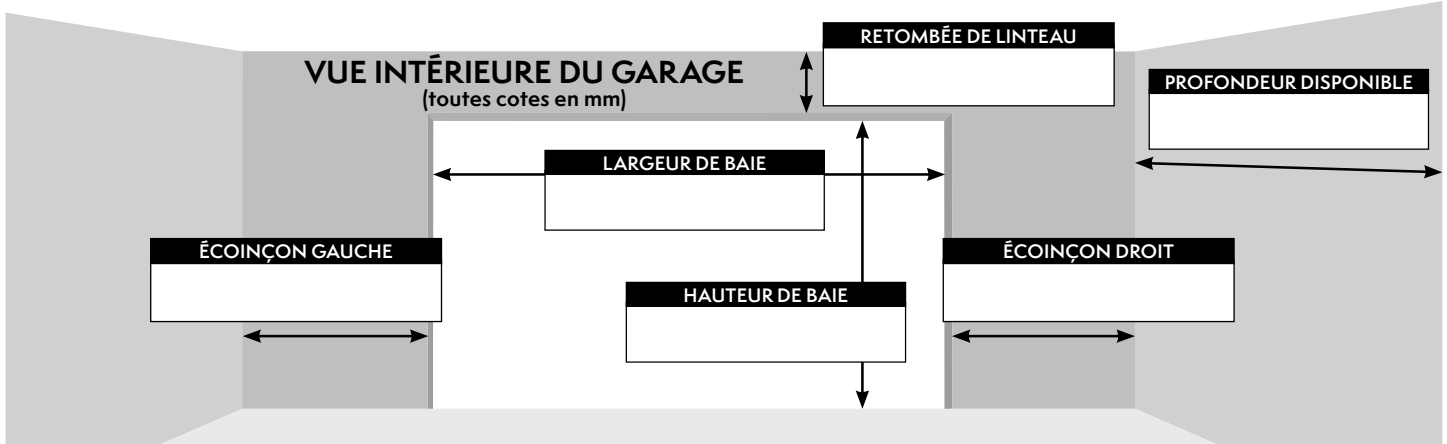 RETOMBÉE DE LINTEAU
VUE INTÉRIEURE DU GARAGE
(toutes cotes en mm)
PROFONDEUR DISPONIBLE
LARGEUR DE BAIE
ÉCOINÇON GAUCHE
ÉCOINÇON DROIT
HAUTEUR DE BAIE